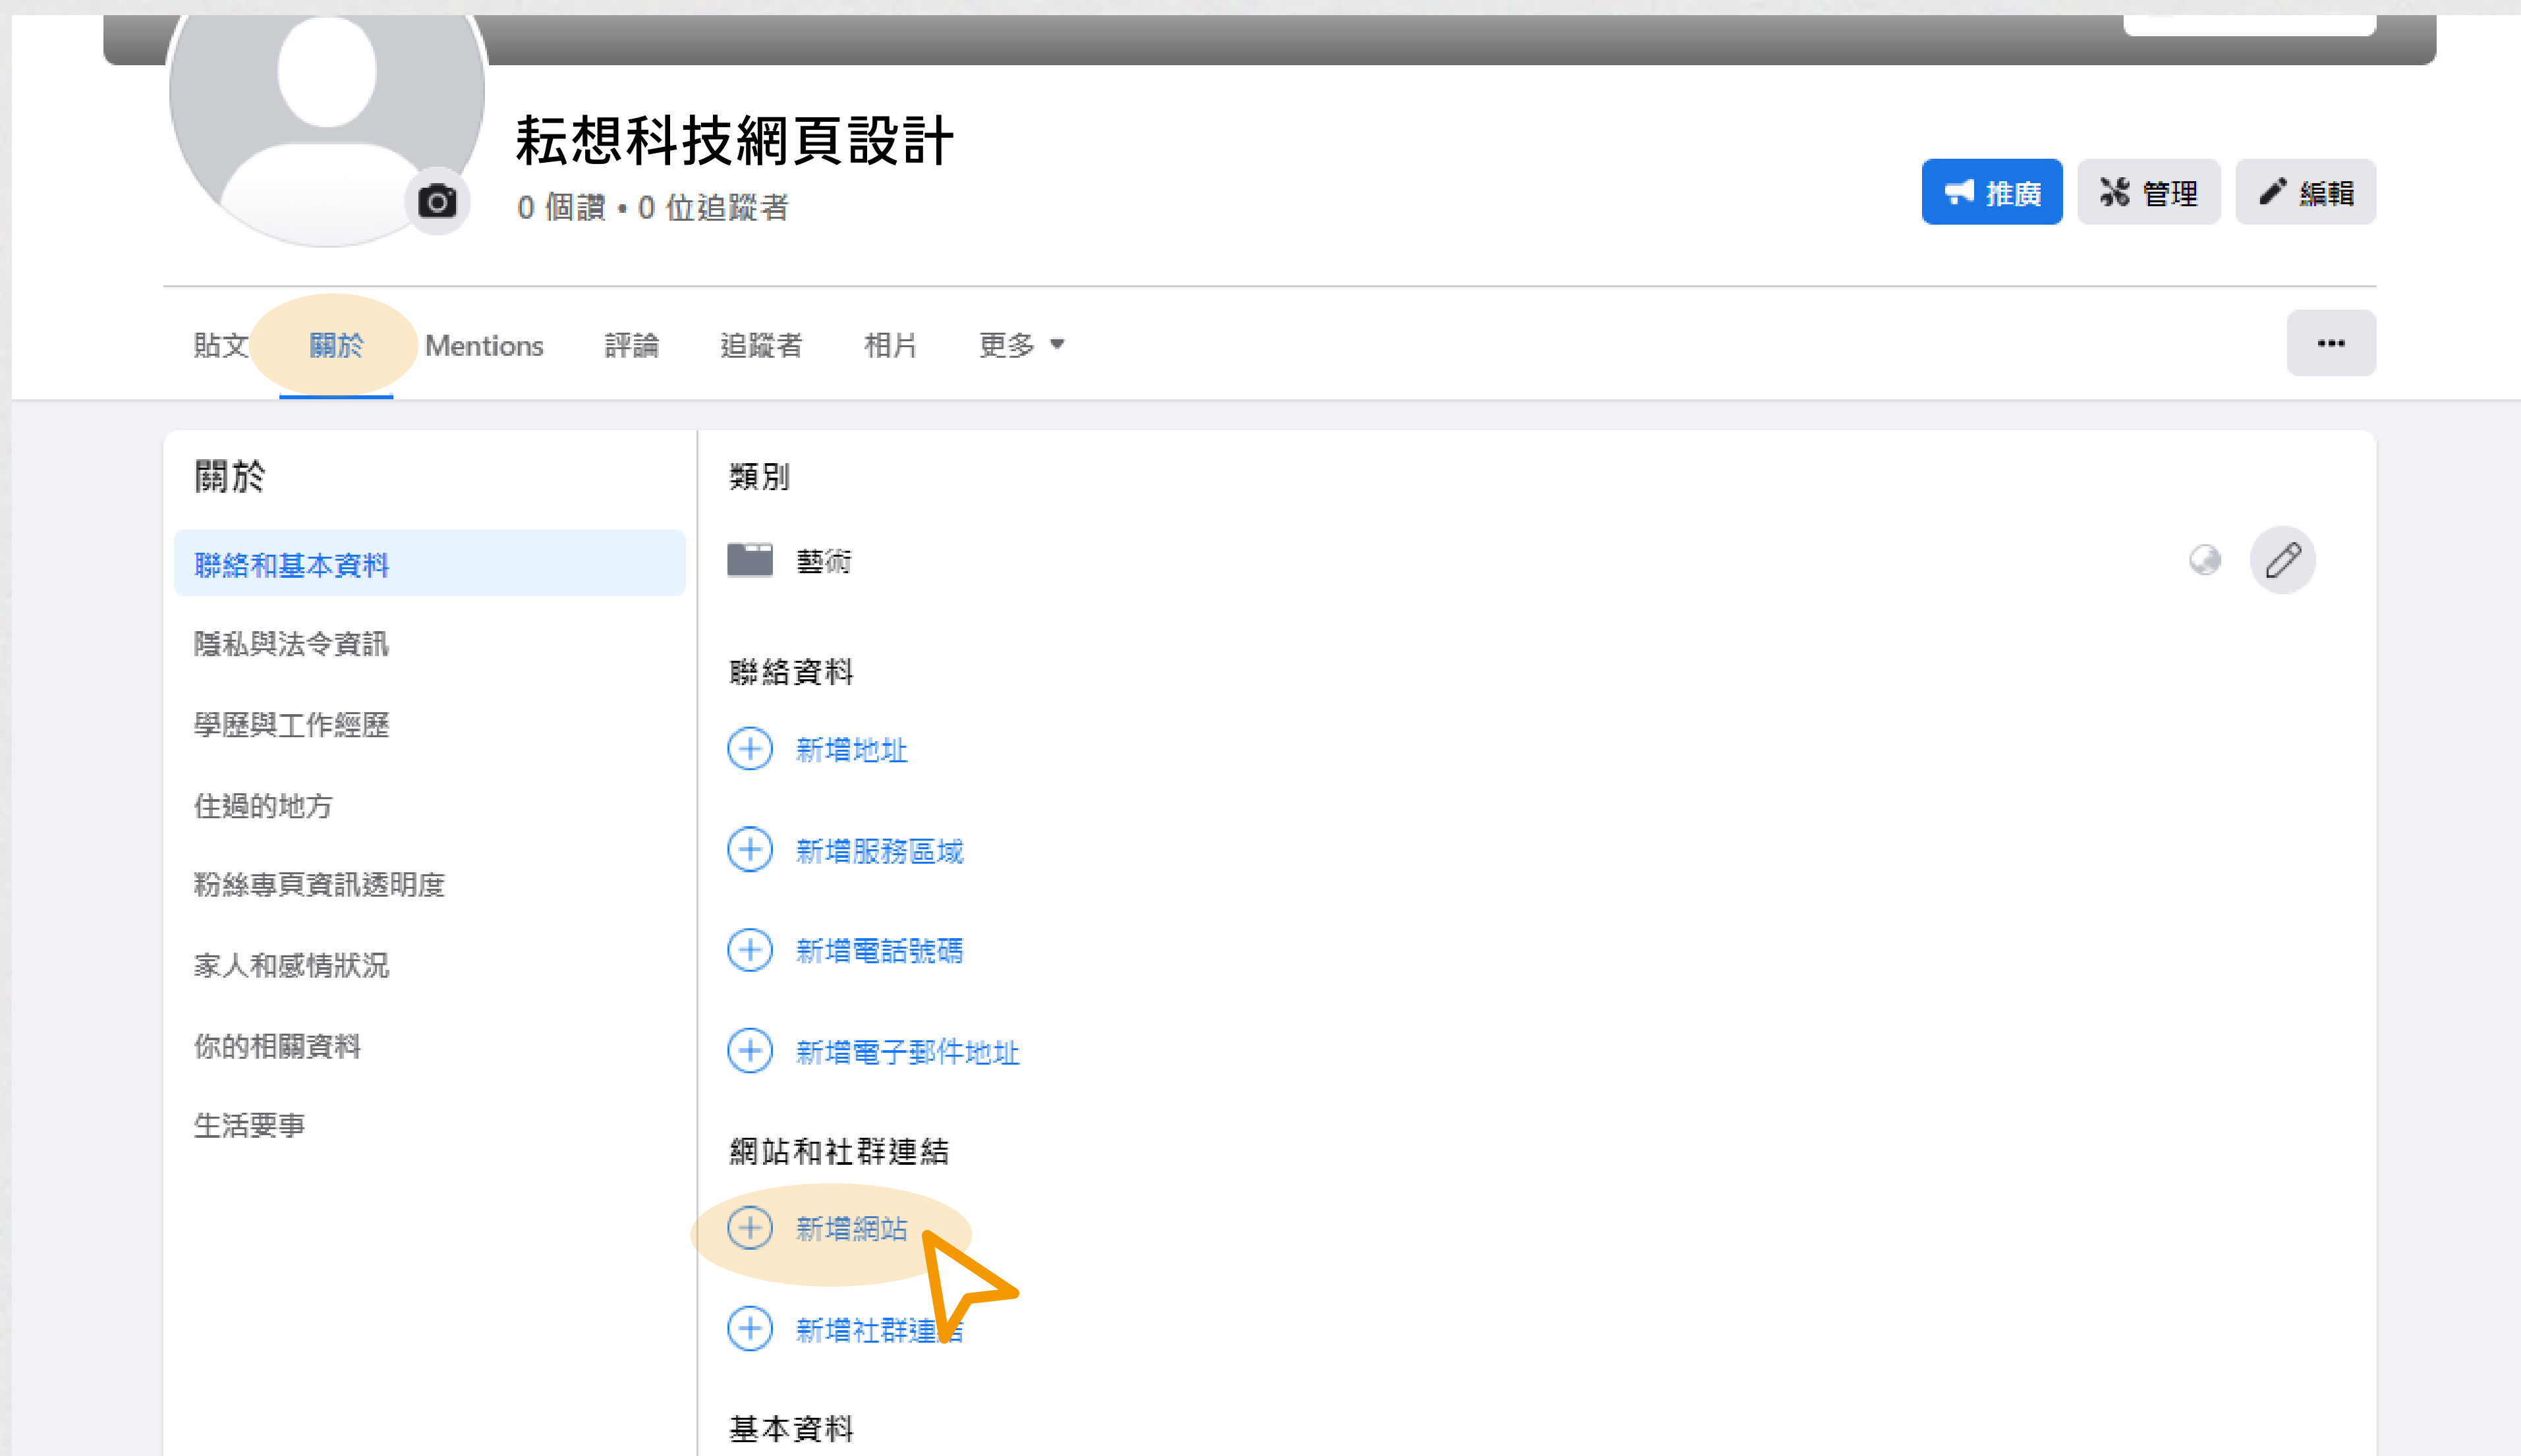 耘想科技網頁設計
0 個讚 • 0 位追蹤者
推廣 管理 編輯
貼文 關於 Mentions 評論 追蹤者 相片 更多
關於
聯絡和基本資料
隱私與法令資訊
學歷與工作經歷
住過的地方
粉絲專頁資訊透明度
家人和感情狀況
你的相關資料
生活要事
類別
藝術
聯絡資料
新增地址
新增服務區域
新增電話號碼
新增電子郵件地址
網站和社群連結
新增網站
新增社群連結
基本資料